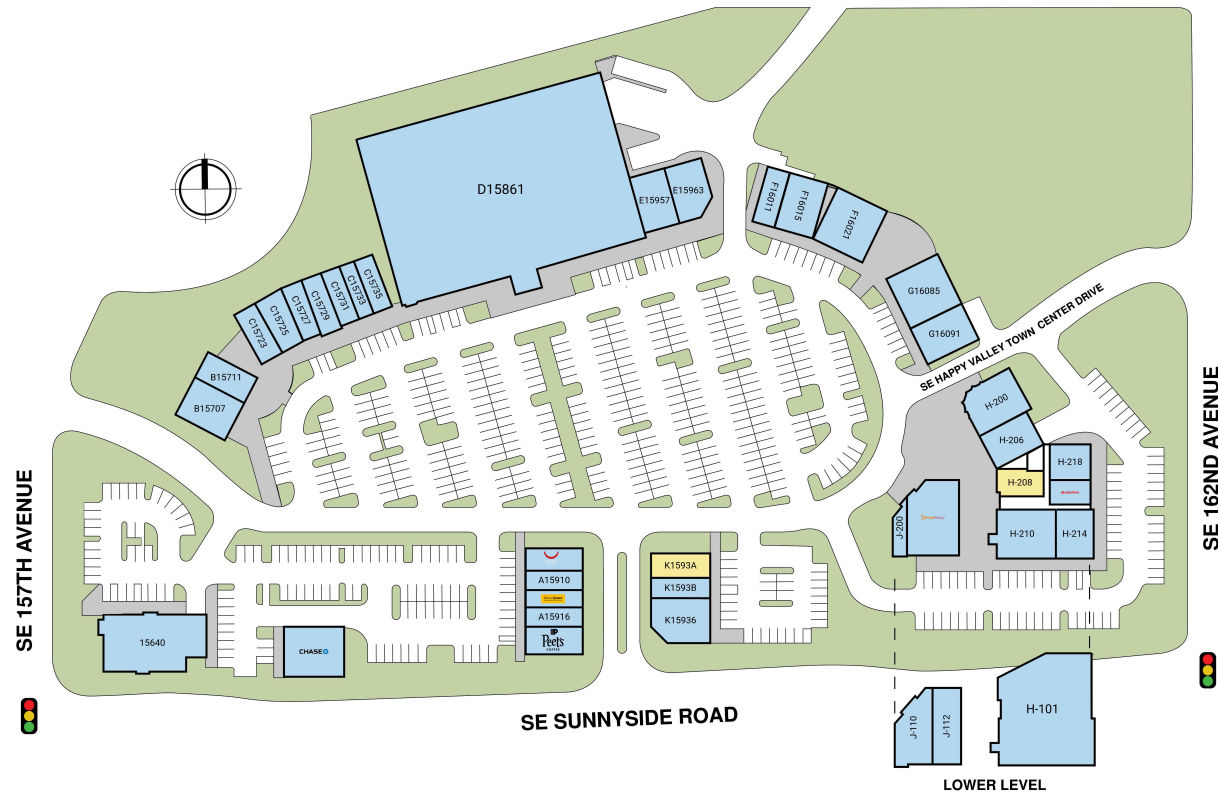 D15861
E15957
E15963
F16011
F16015
F16021
G16085
G16091
SE HAPPY VALLEY TOWN CENTER DRIVE
C15723
C15725
C15727
C15729
C15731
C15733
C15735
B15711
B15707
H-200
H-206
H-208
H-218
H-210
H-214
J-200
SE 157TH AVENUE
SE 162ND AVENUE
A15910
A15916
Peet's
COFFEE
K1593A
K1593B
K15936
15640
CHASE
SE SUNNYSIDE ROAD
J-110
J-112
H-101
LOWER LEVEL